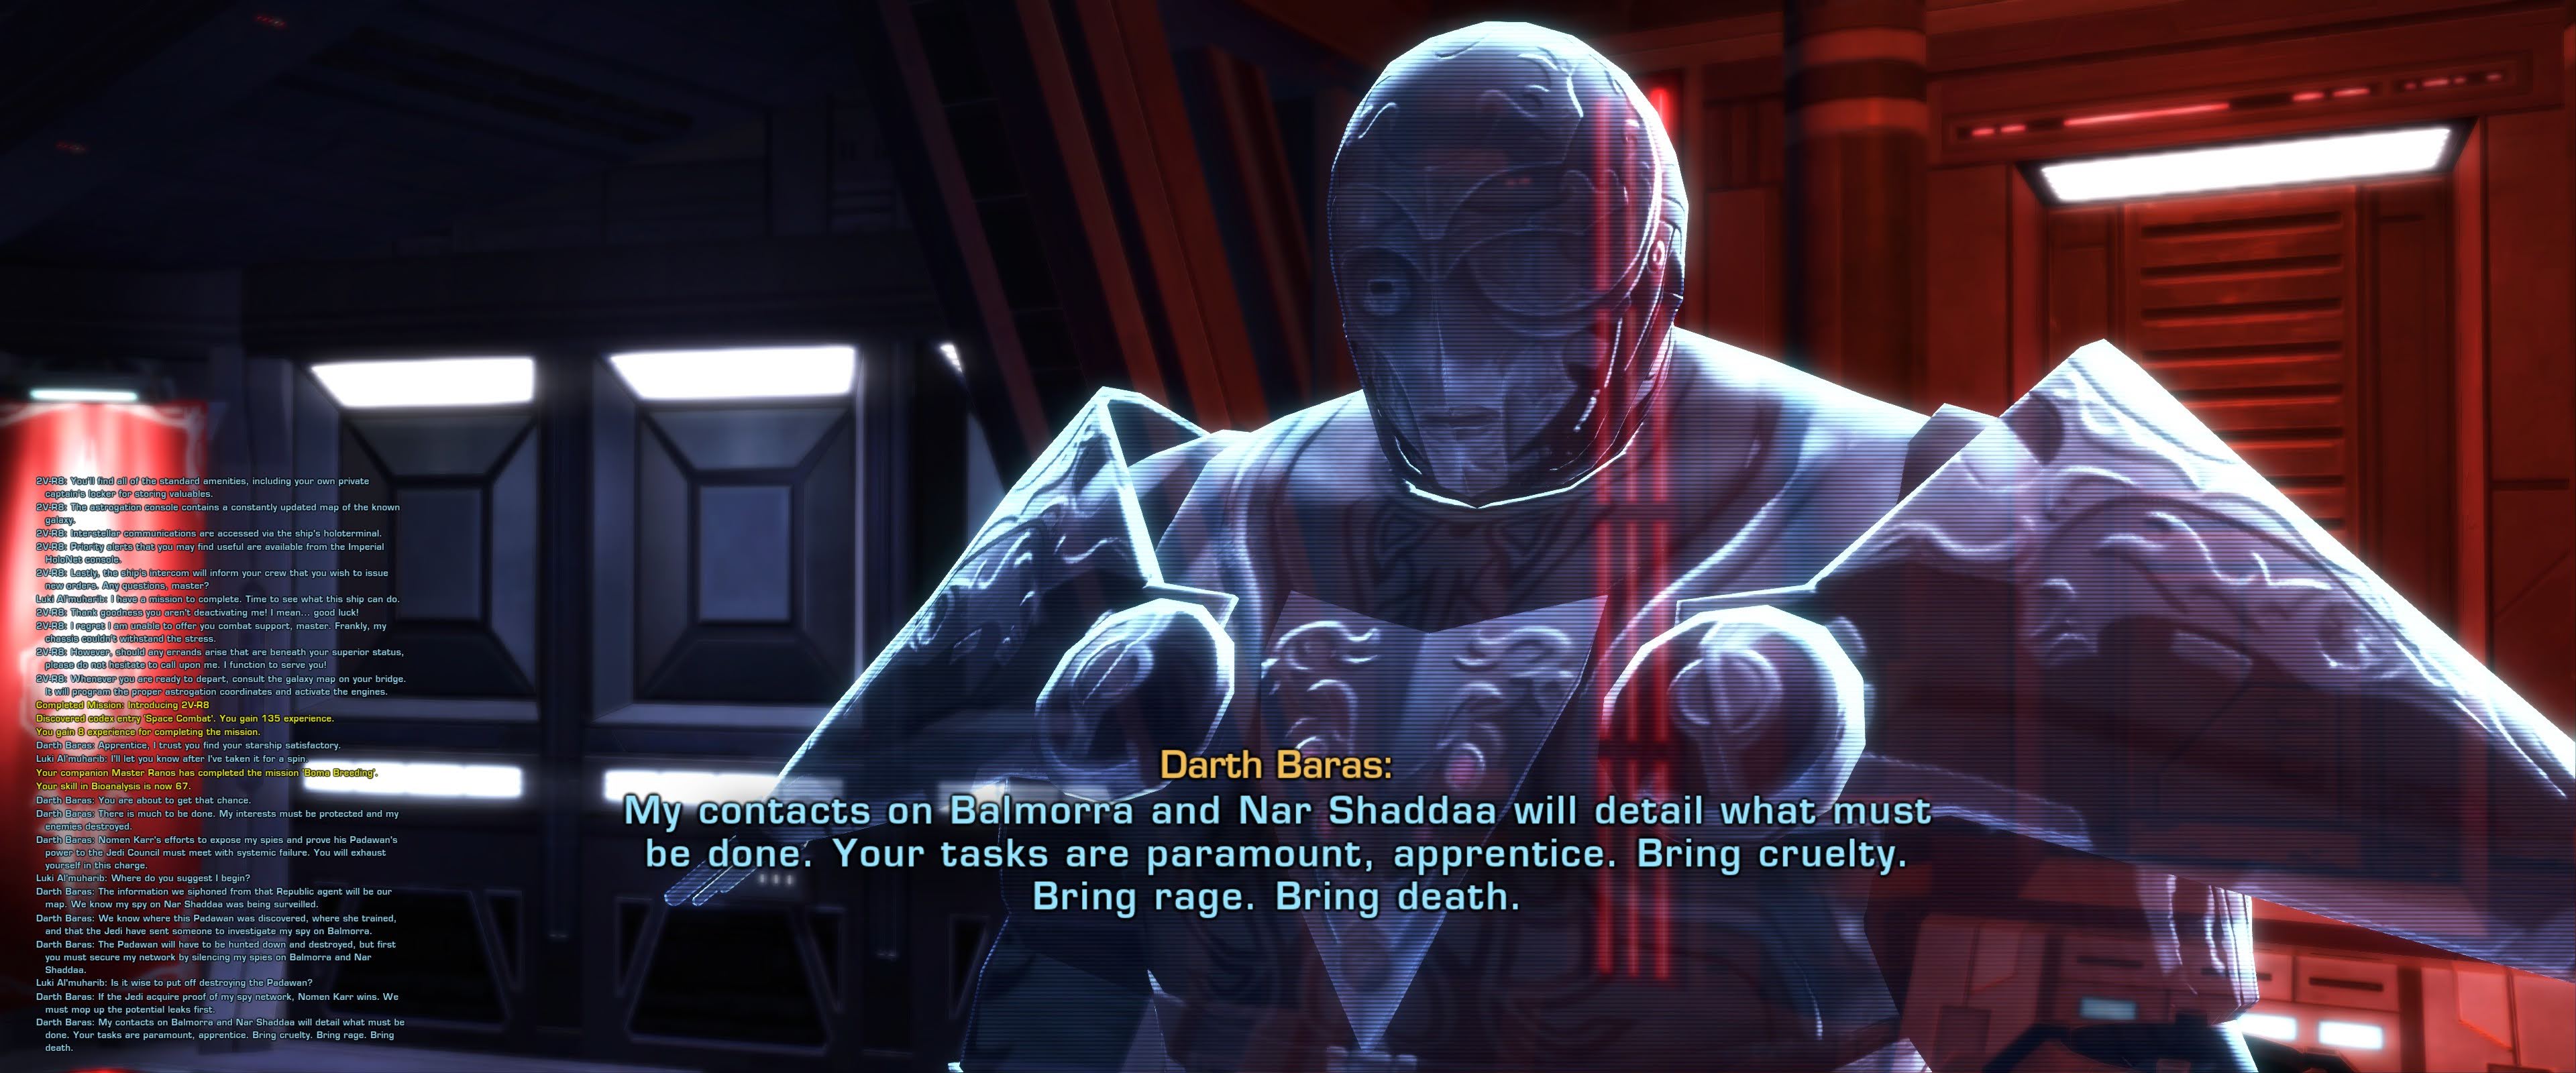 2V-R8: You'll find all of the standard amenities, including your own private
captain's locker for storing valuables.
2V-R8: The astrogation console contains a constantly updated map of the known
galaxy.
2V-R8: Interstellar communications are accessed via the ship's holoterminal.
2V-R8: Priority alerts that you may find useful are available from the Imperial
HoloNet console.
2V-R8: Lastly, the ship's intercom will inform your crew that you wish to issue
new orders. Any questions, master?
Luki Al'muharib: I have a mission to complete. Time to see what this ship can do.
2V-R8: Thank goodness you aren't deactivating me! I mean... good luck!
2V-R8: I regret I am unable to offer you combat support, master. Frankly, my
chassis couldn't withstand the stress.
2V-R8: However, should any errands arise that are beneath your superior status,
please do not hesitate to call upon me. I function to serve you!
2V-R8: Whenever you are ready to depart, consult the galaxy map on your bridge.
It will program the proper astrogation coordinates and activate the engines.
Completed Mission: Introducing 2V-R8
Discovered codex entry 'Space Combat'. You gain 135 experience.
You gain 8 experience for completing the mission.
Darth Baras: Apprentice, I trust you find your starship satisfactory.
Luki Al'muharib: I'll let you know after I've taken it for a spin.
Your companion Master Ranos has completed the mission 'Boma Breeding'.
Your skill in Bioanalysis is now 67.
Darth Baras: You are about to get that chance.
Darth Baras: There is much to be done. My interests must be protected and my
enemies destroyed.
Darth Baras: Nomen Karr's efforts to expose my spies and prove his Padawan's
power to the Jedi Council must meet with systemic failure. You will exhaust
yourself in this charge.
Luki Al'muharib: Where do you suggest I begin?
Darth Baras: The information we siphoned from that Republic agent will be our
map. We know my spy on Nar Shaddaa was being surveilled.
Darth Baras: We know where this Padawan was discovered, where she trained,
and that the Jedi have sent someone to investigate my spy on Balmorra.
Darth Baras: The Padawan will have to be hunted down and destroyed, but first
you must secure my network by silencing my spies on Balmorra and Nar
Shaddaa.
Luki Al'muharib: Is it wise to put off destroying the Padawan?
Darth Baras: If the Jedi acquire proof of my spy network, Nomen Karr wins. We
must mop up the potential leaks first.
Darth Baras: My contacts on Balmorra and Nar Shaddaa will detail what must be
done. Your tasks are paramount, apprentice. Bring cruelty. Bring rage. Bring
death.
Darth Baras:
My contacts on Balmorra and Nar Shaddaa will detail what must
be done. Your tasks are paramount, apprentice. Bring cruelty.
Bring rage. Bring death.